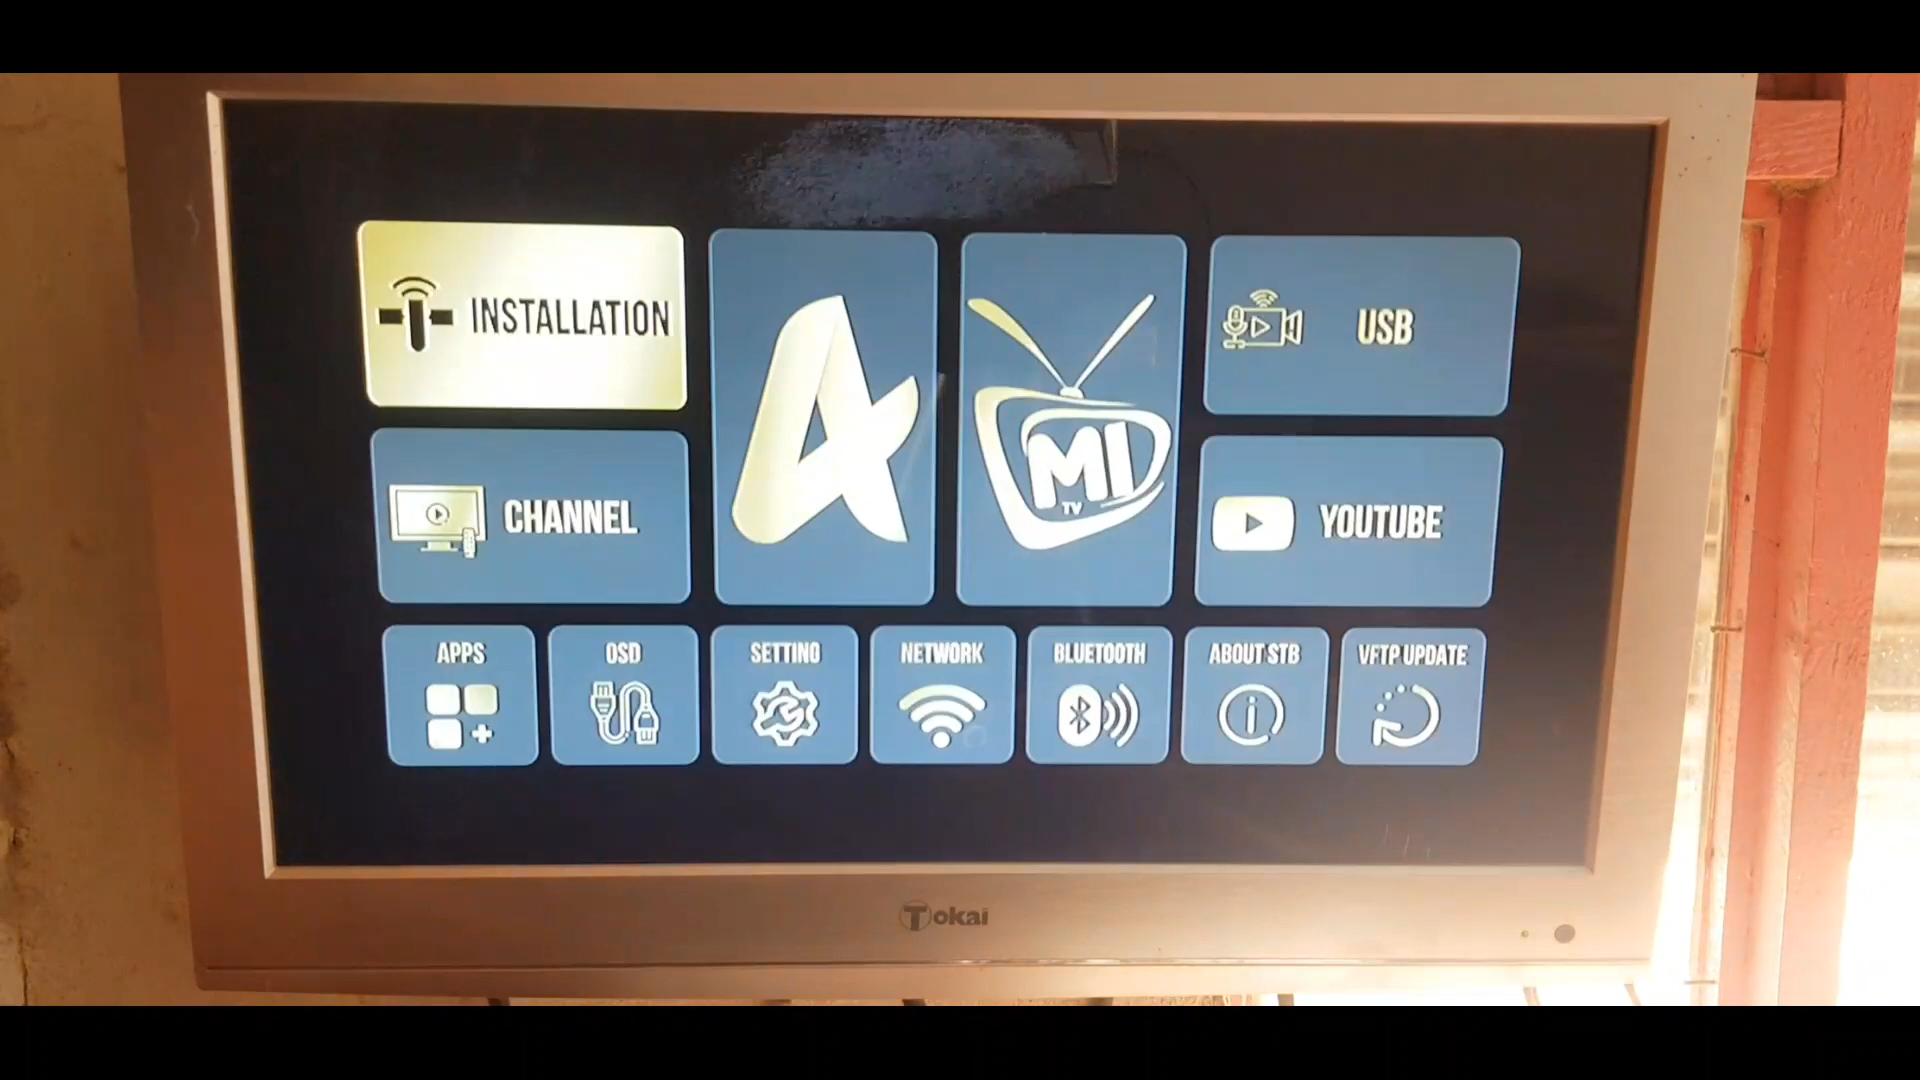 INSTALLATION
USB
MI
TV
CHANNEL
YOUTUBE
APPS
OSD
SETTING
NETWORK
BLUETOOTH
ABOUT STB
VFTP UPDATE
Tokai